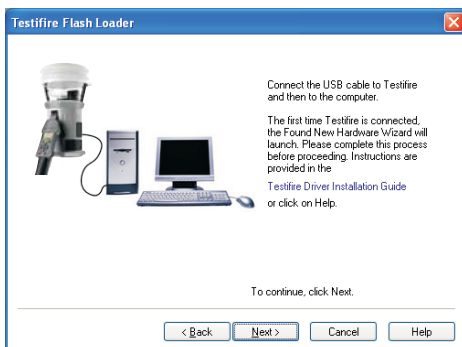 Testifire Flash Loader
Connect the USB cable to Testifire
and then to the computer.
The first time Testifire is connected,
the Found New Hardware Wizard will
launch. Please complete this process
before proceeding. Instructions are
provided in the
Testifire Driver Installation Guide
or click on Help.
To continue, click Next.
< Back
Next >
Cancel
Help